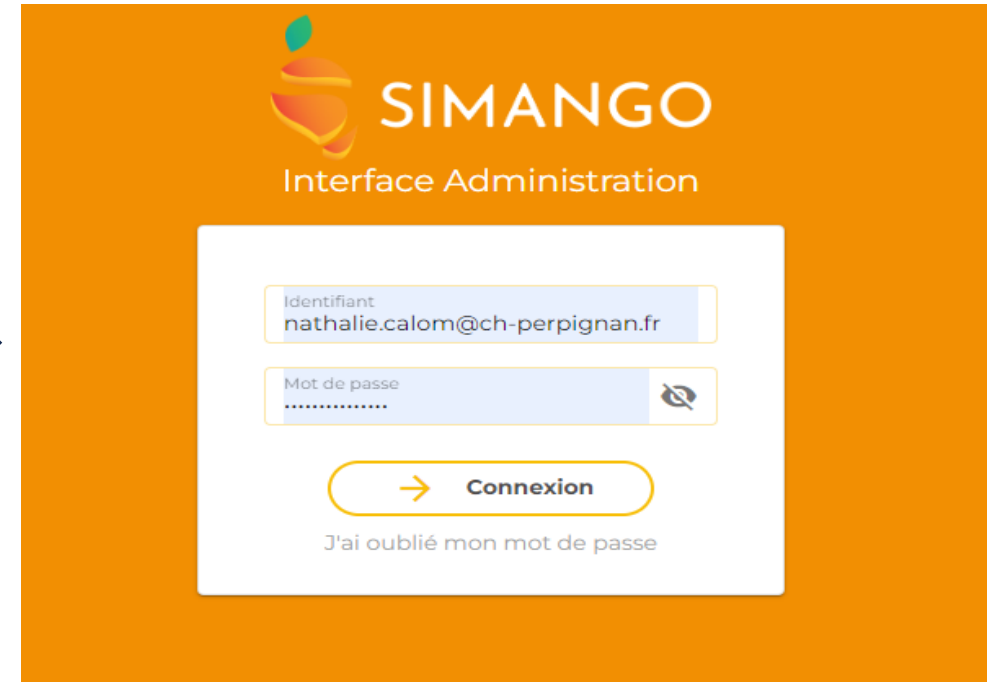 SIMANGO
Interface Administration
Identifiant
nathalie.calom@ch-perpignan.fr
Mot de passe
...............
Connexion
J'ai oublié mon mot de passe